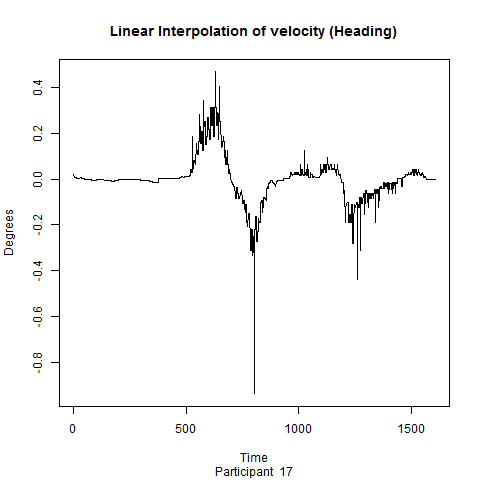 Linear Interpolation of velocity (Heading)
0.4
0.2
0.0
-0.2
-0.4
-0.6
-0.8
Degrees
0 500 1000 1500
Time
Participant 17